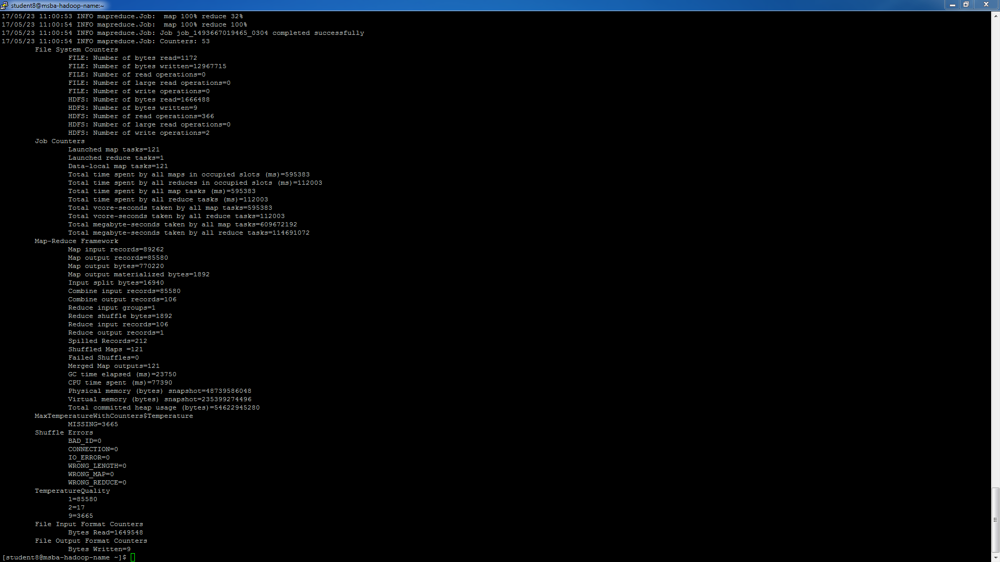 student8@msba-hadoop-name:~
17/05/23 11:00:53 INFO mapreduce.Job:  map 100% reduce 32%
17/05/23 11:00:54 INFO mapreduce.Job:  map 100% reduce 100%
17/05/23 11:00:54 INFO mapreduce.Job: Job job_1493667019465_0304 completed successfully
17/05/23 11:00:54 INFO mapreduce.Job: Counters: 53
File System Counters
FILE: Number of bytes read=1172
FILE: Number of bytes written=12967715
FILE: Number of read operations=0
FILE: Number of large read operations=0
FILE: Number of write operations=0
HDFS: Number of bytes read=1666488
HDFS: Number of bytes written=9
HDFS: Number of read operations=366
HDFS: Number of large read operations=0
HDFS: Number of write operations=2
Job Counters
Launched map tasks=121
Launched reduce tasks=1
Data-local map tasks=121
Total time spent by all maps in occupied slots (ms)=595383
Total time spent by all reduces in occupied slots (ms)=112003
Total time spent by all map tasks (ms)=595383
Total time spent by all reduce tasks (ms)=112003
Total vcore-seconds taken by all map tasks=595383
Total vcore-seconds taken by all reduce tasks=112003
Total megabyte-seconds taken by all map tasks=609672192
Total megabyte-seconds taken by all reduce tasks=114691072
Map-Reduce Framework
Map input records=89262
Map output records=85580
Map output bytes=770220
Map output materialized bytes=1892
Input split bytes=16940
Combine input records=85580
Combine output records=106
Reduce input groups=1
Reduce shuffle bytes=1892
Reduce input records=106
Reduce output records=1
Spilled Records=212
Shuffled Maps =121
Failed Shuffles=0
Merged Map outputs=121
GC time elapsed (ms)=23750
CPU time spent (ms)=77390
Physical memory (bytes) snapshot=48739586048
Virtual memory (bytes) snapshot=235399274496
Total committed heap usage (bytes)=54622945280
MaxTemperatureWithCounters$Temperature
MISSING=3665
Shuffle Errors
BAD_ID=0
CONNECTION=0
IO_ERROR=0
WRONG_LENGTH=0
WRONG_MAP=0
WRONG_REDUCE=0
TemperatureQuality
1=85580
2=17
9=3665
File Input Format Counters
Bytes Read=1649548
File Output Format Counters
Bytes Written=9
[student8@msba-hadoop-name ~]$